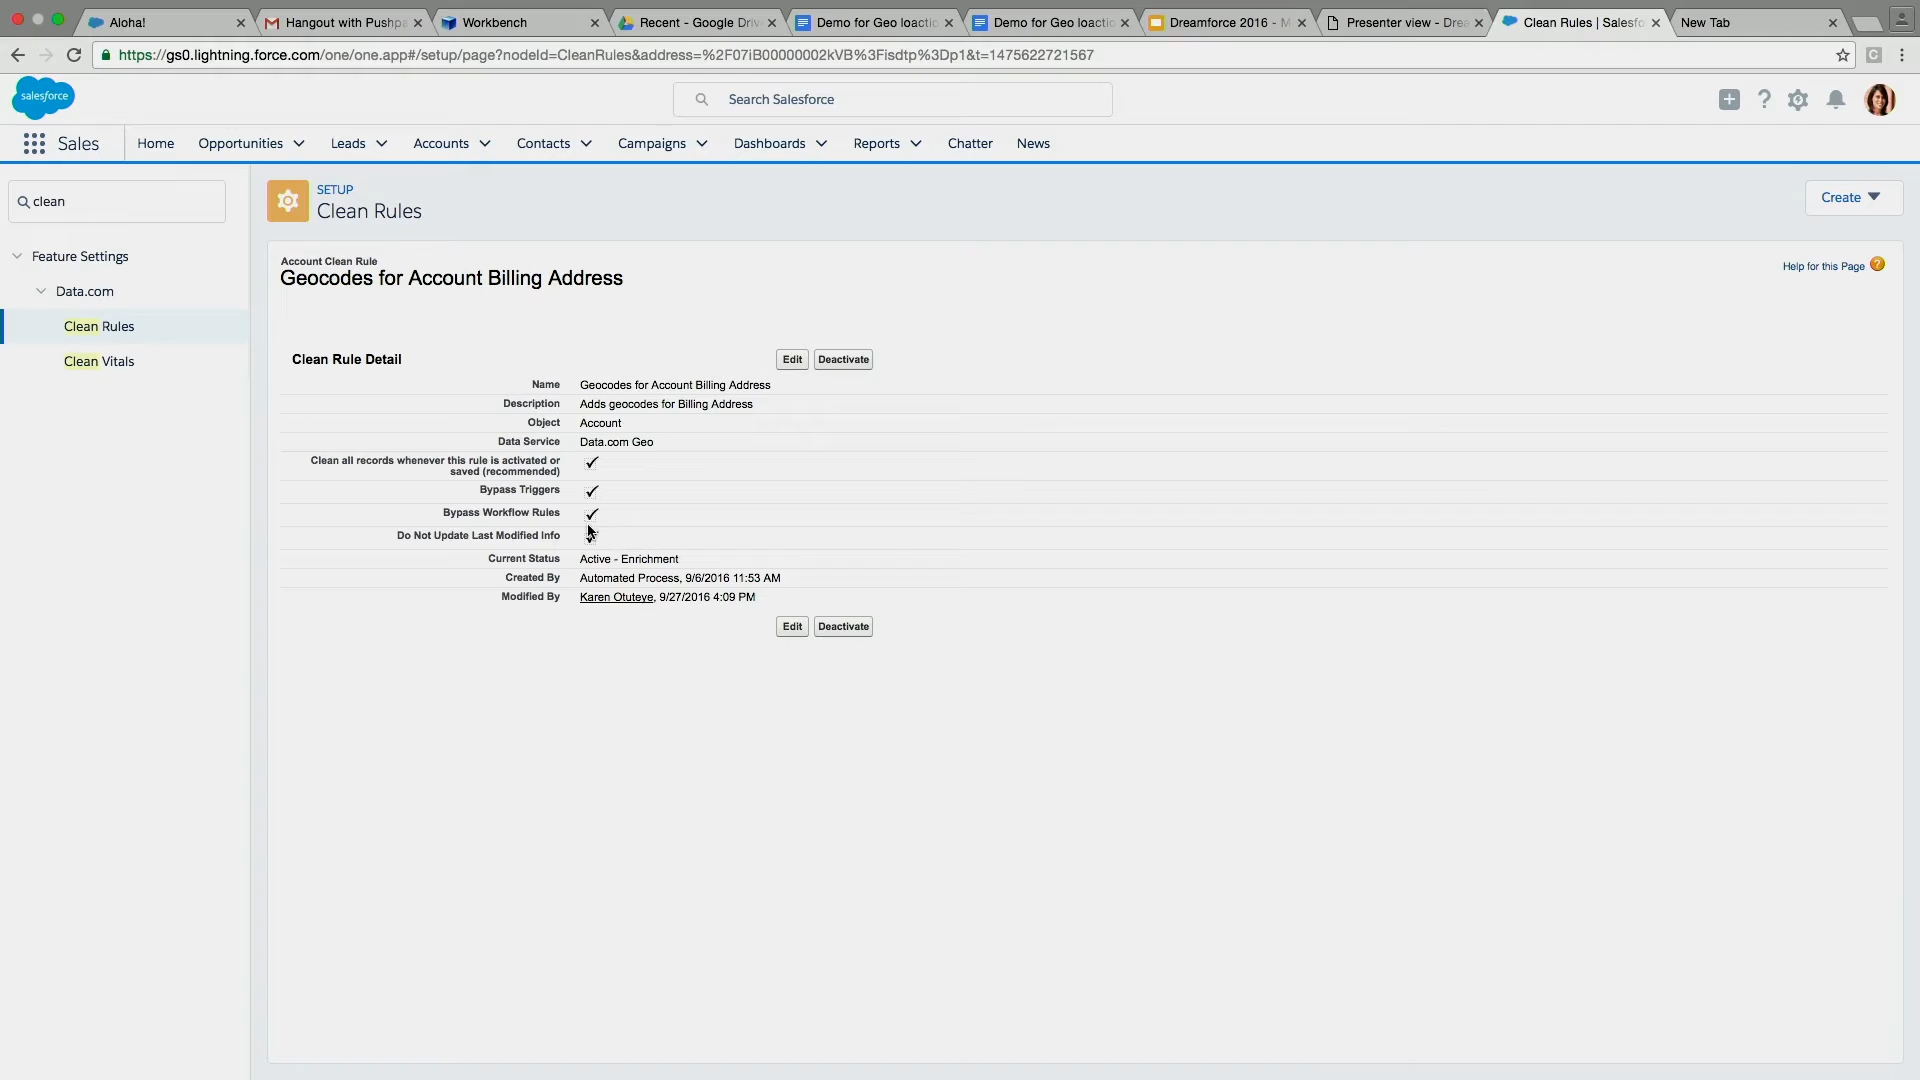 Aloha!
Hangout with Pushpa
Workbench
Recent - Google Driv
Demo for Geo loactio
Demo for Geo loactio
Dreamforce 2016 - M
Presenter view - Drea
Clean Rules | Salesfo
New Tab
https://gs0.lightning.force.com/one/one.app#/setup/page?nodeId=CleanRules&address=%2F07iB00000002kVB%3Fisdtp%3Dp1&t=1475622721567
C
salesforce
Search Salesforce
?
Sales
Home
Opportunities
Leads
Accounts
Contacts
Campaigns
Dashboards
Reports
Chatter
News
clean
Feature Settings
Data.com
Clean Rules
Clean Vitals
SETUP
Clean Rules
Create
Account Clean Rule
Geocodes for Account Billing Address
Help for this Page ?
Clean Rule Detail
Edit
Deactivate
Name Geocodes for Account Billing Address
Description Adds geocodes for Billing Address
Object Account
Data Service Data.com Geo
Clean all records whenever this rule is activated or
saved (recommended)
Bypass Triggers
Bypass Workflow Rules
Do Not Update Last Modified Info
Current Status Active - Enrichment
Created By Automated Process, 9/6/2016 11:53 AM
Modified By Karen Otuteye, 9/27/2016 4:09 PM
Edit
Deactivate